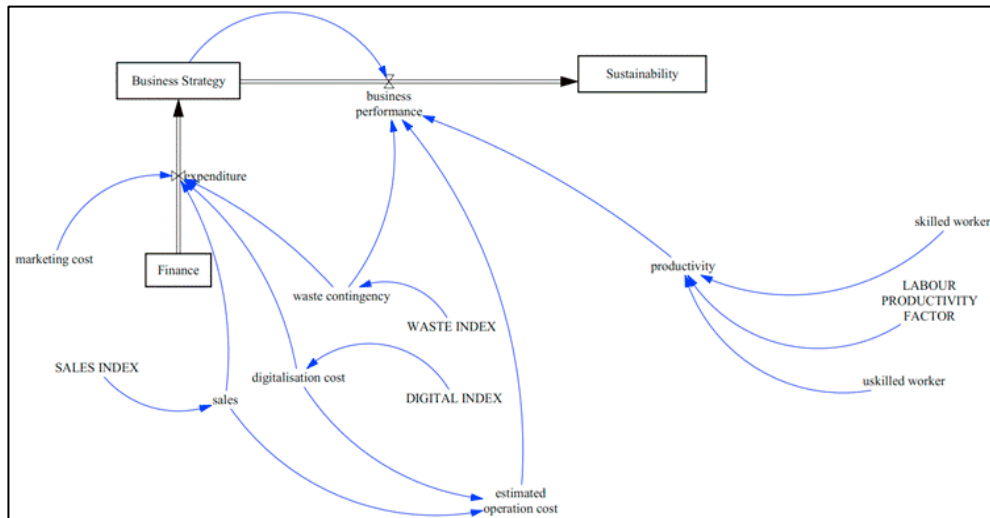 Business Strategy
Sustainability
business
performance
expenditure
marketing cost
Finance
skilled worker
productivity
LABOUR
PRODUCTIVITY
FACTOR
waste contingency
WASTE INDEX
SALES INDEX
digitalisation cost
uskilled worker
sales
DIGITAL INDEX
estimated
operation cost